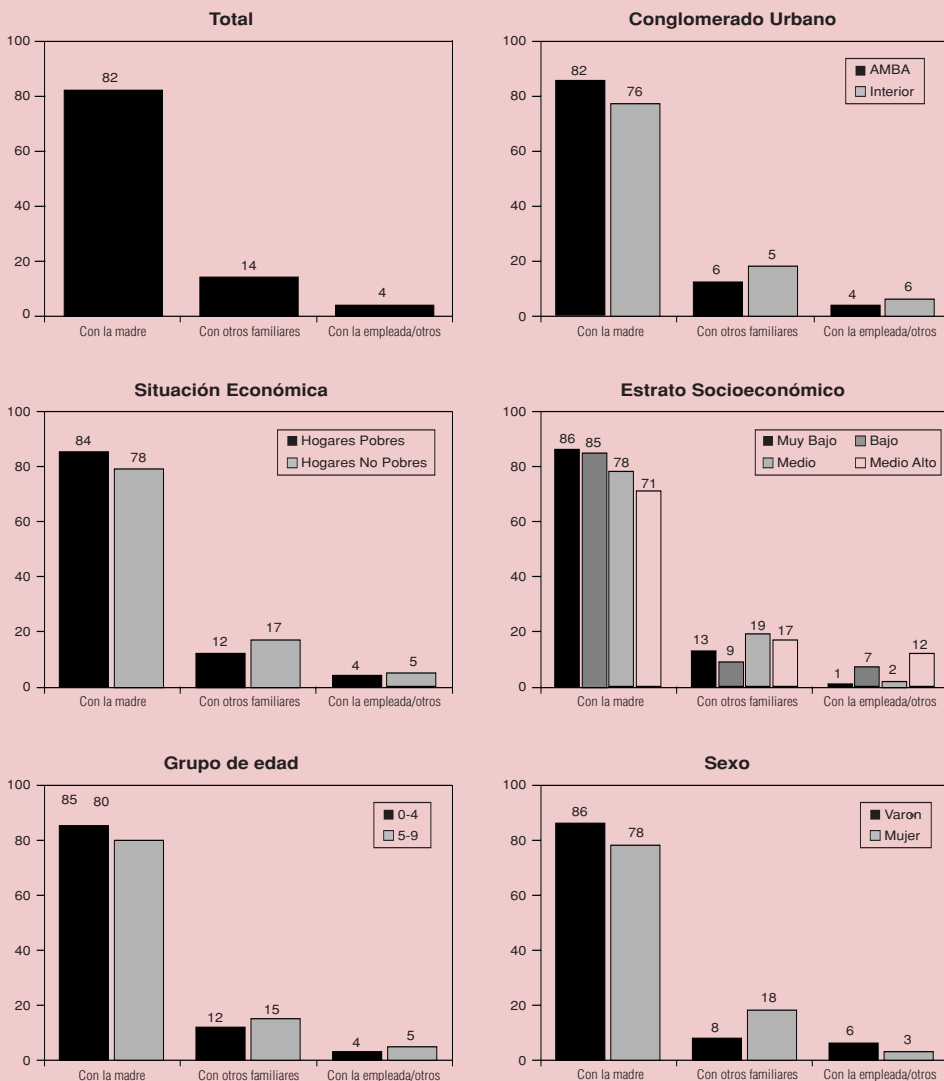 Total
100
80
60
40
20
0
82
14
4
Con la madre
Con otros familiares
Con la empleada/otros
Conglomerado Urbano
100
80
60
40
20
0
AMBA
Interior
82
76
6
5
4
6
Con la madre
Con otros familiares
Con la empleada/otros
Situación Económica
100
80
60
40
20
0
Hogares Pobres
Hogares No Pobres
84
78
12
17
4
5
Con la madre
Con otros familiares
Con la empleada/otros
Estrato Socioeconómico
100
80
60
40
20
0
Muy Bajo Bajo
Medio Medio Alto
86
85
78
71
13
9
19
17
1
7
2
12
Con la madre
Con otros familiares
Con la empleada/otros
Grupo de edad
100
80
60
40
20
0
0-4
5-9
85
80
12
15
4
5
Con la madre
Con otros familiares
Con la empleada/otros
Sexo
100
80
60
40
20
0
Varon
Mujer
86
78
8
18
6
3
Con la madre
Con otros familiares
Con la empleada/otros